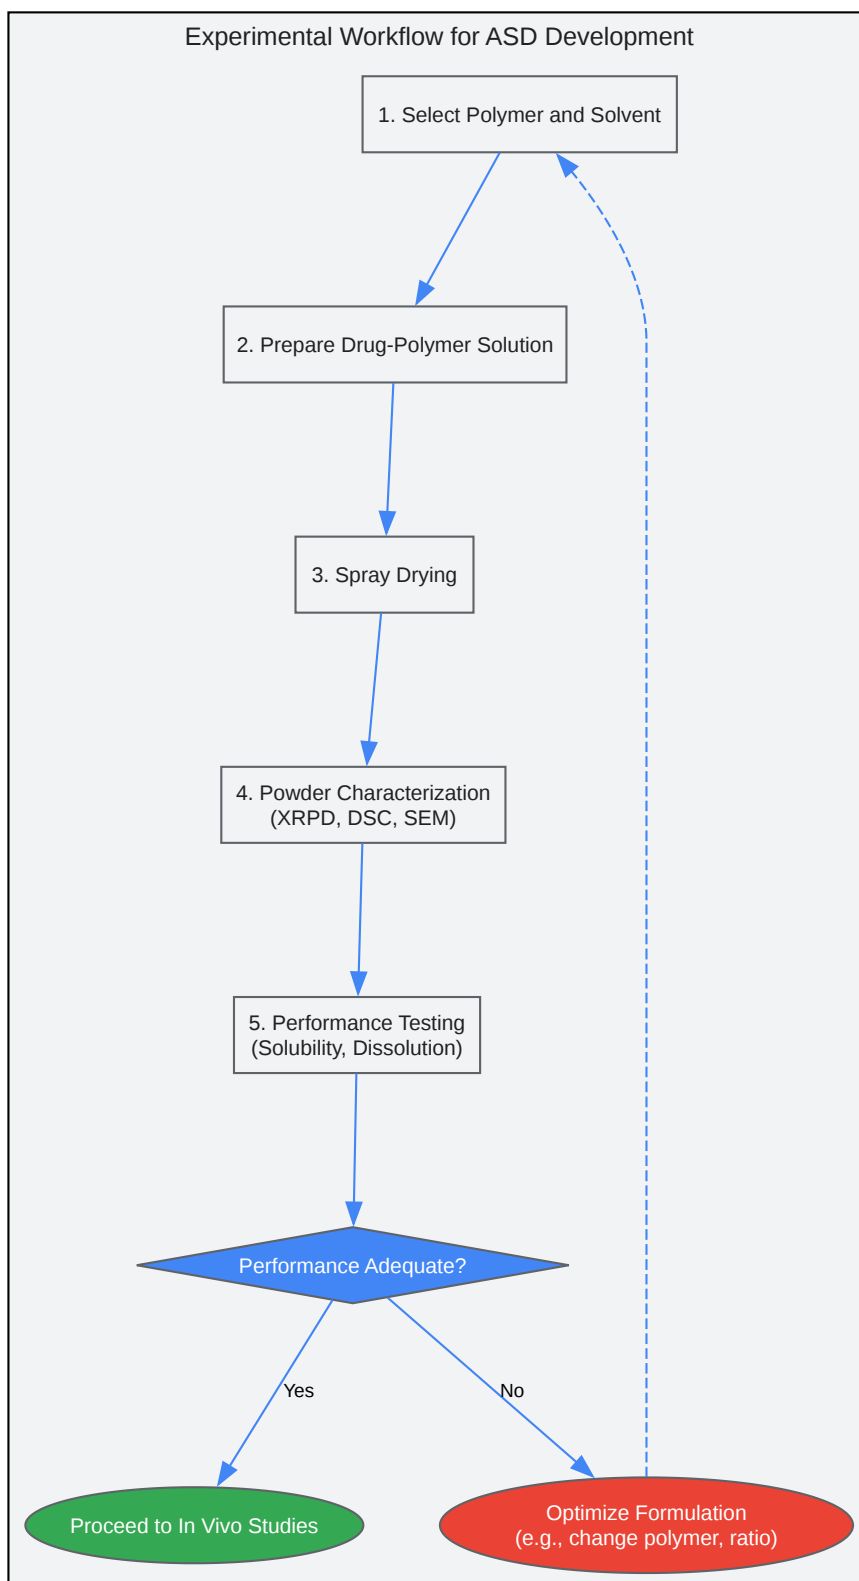 Experimental Workflow for ASD Development
1. Select Polymer and Solvent
2. Prepare Drug-Polymer Solution
3. Spray Drying
4. Powder Characterization
(XRPD, DSC, SEM)
5. Performance Testing
(Solubility, Dissolution)
Performance Adequate?
Yes
No
Proceed to In Vivo Studies
Optimize Formulation
(e.g., change polymer, ratio)